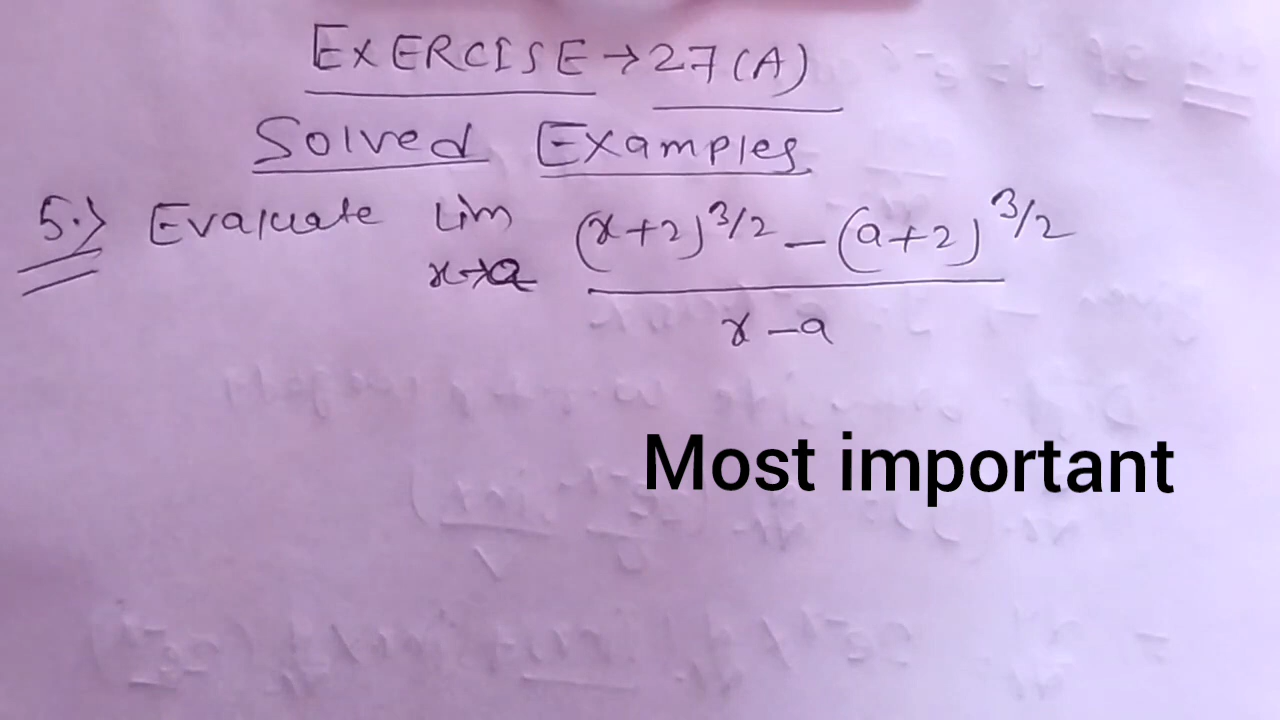 EXERCISE → 27(A)
Solved Examples
5.> Evaluate lim x→a (x+2)^3/2 – (a+2)^3/2 / x – a
Most important